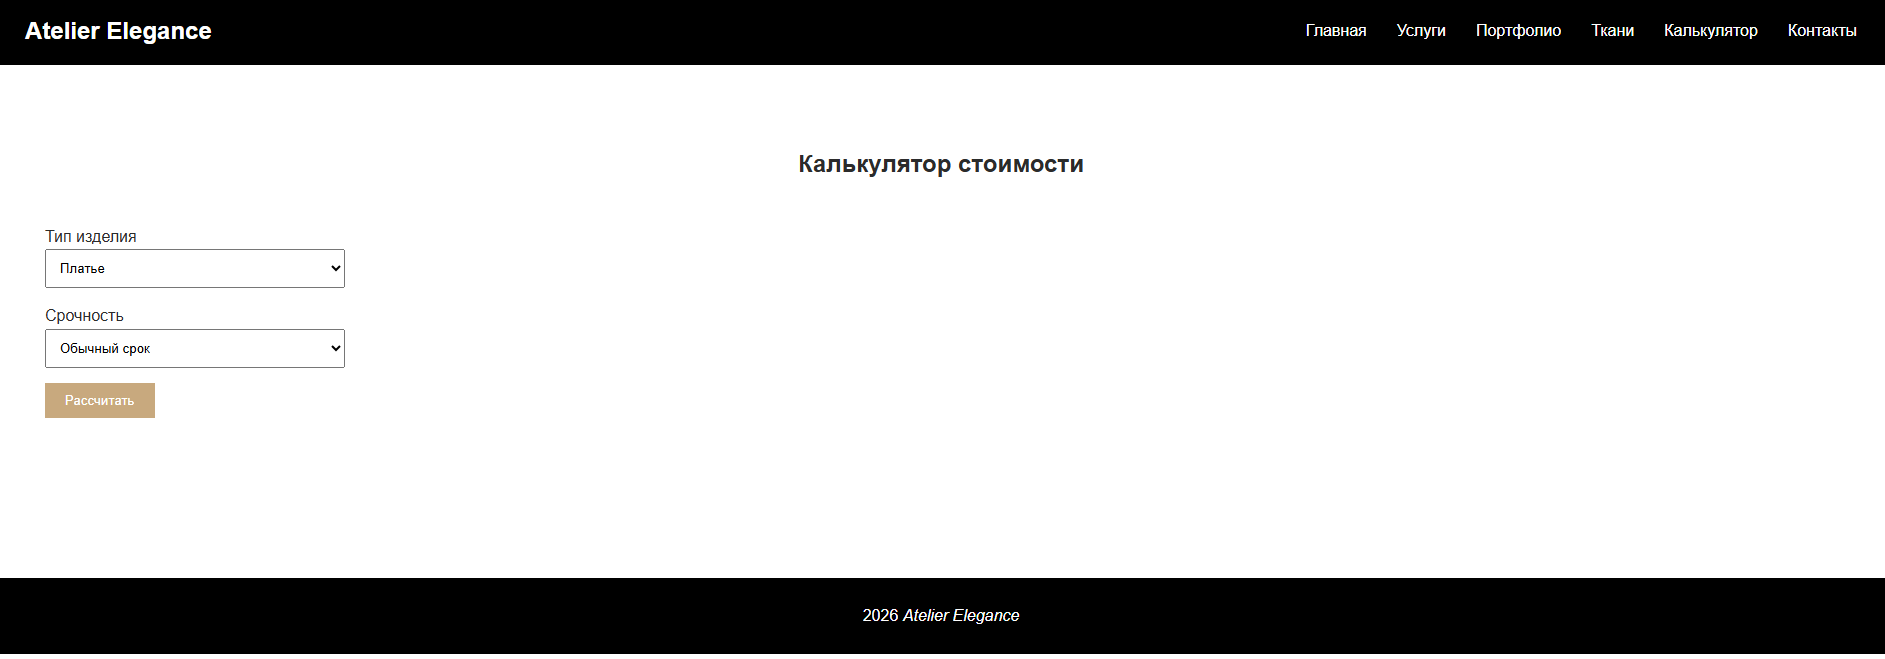 Atelier Elegance
Главная Услуги Портфолио Ткани Калькулятор Контакты
Калькулятор стоимости
Тип изделия
Платье
Срочность
Обычный срок
Рассчитать
2026 Atelier Elegance